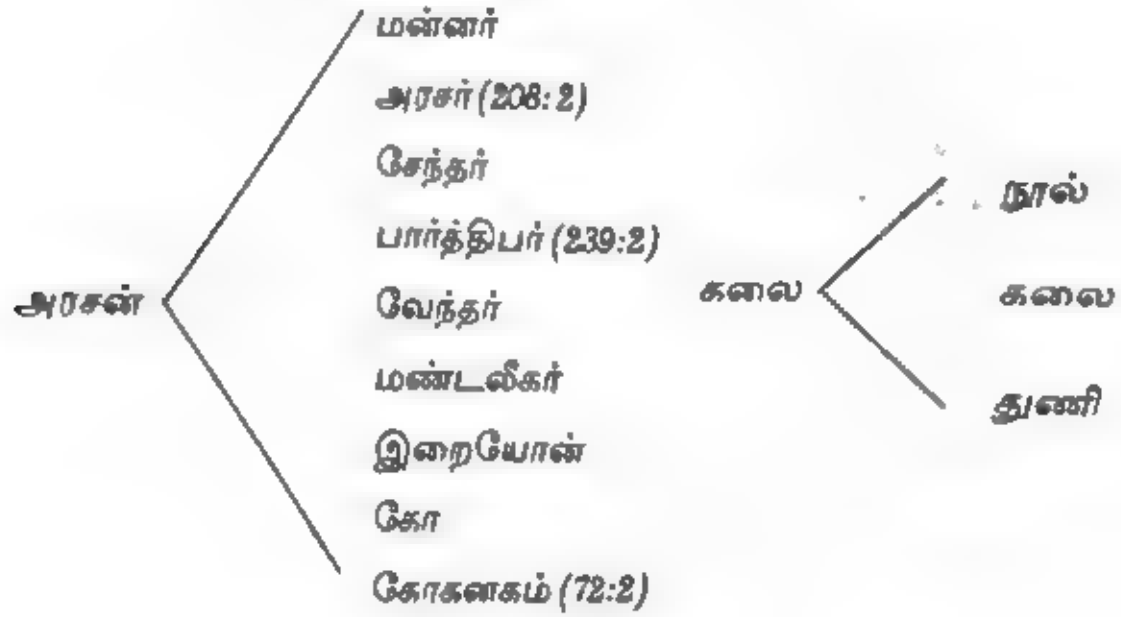 மன்னர்
அரசர் (208:2)
சேந்தர்
பார்த்திபர் (239:2)
அரசன்
வேந்தர்
மண்டலீகர்
இறையோன்
கோ
கோகனகம் (72:2)
நூல்
கலை
கலை
துணி